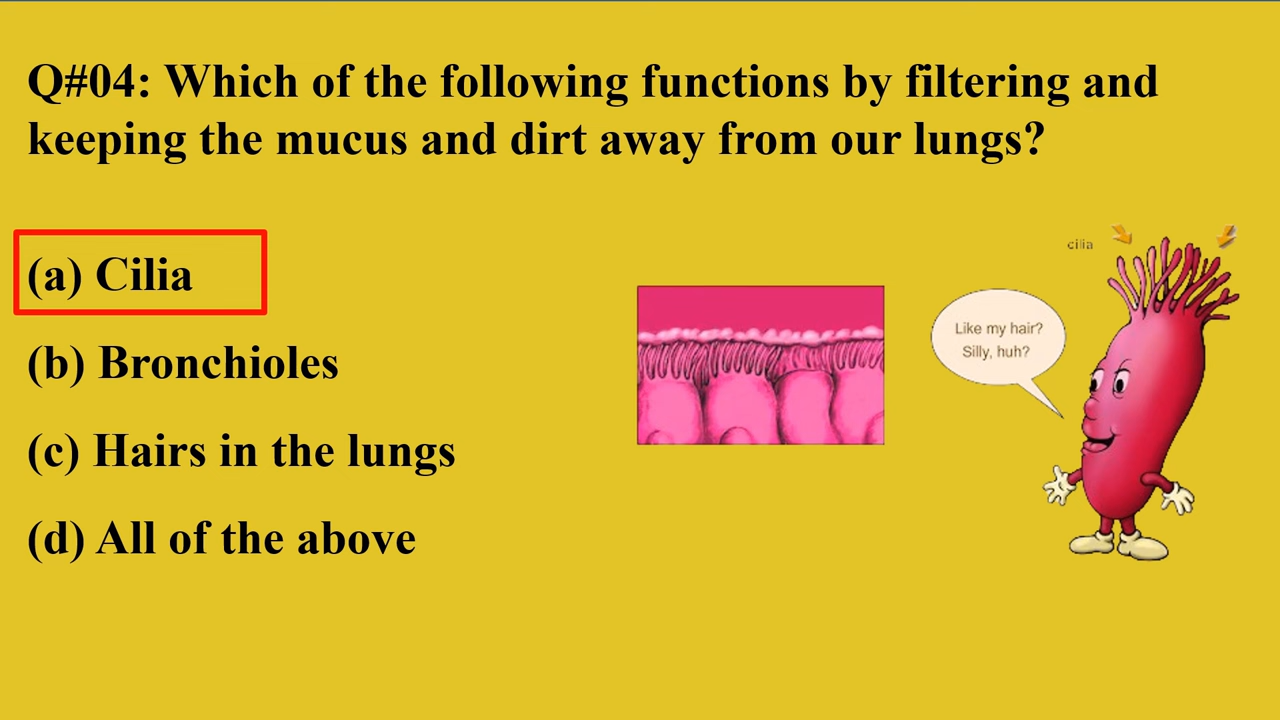 Q#04: Which of the following functions by filtering and
keeping the mucus and dirt away from our lungs?
(a) Cilia
(b) Bronchioles
(c) Hairs in the lungs
(d) All of the above
cilia
Like my hair?
Silly, huh?